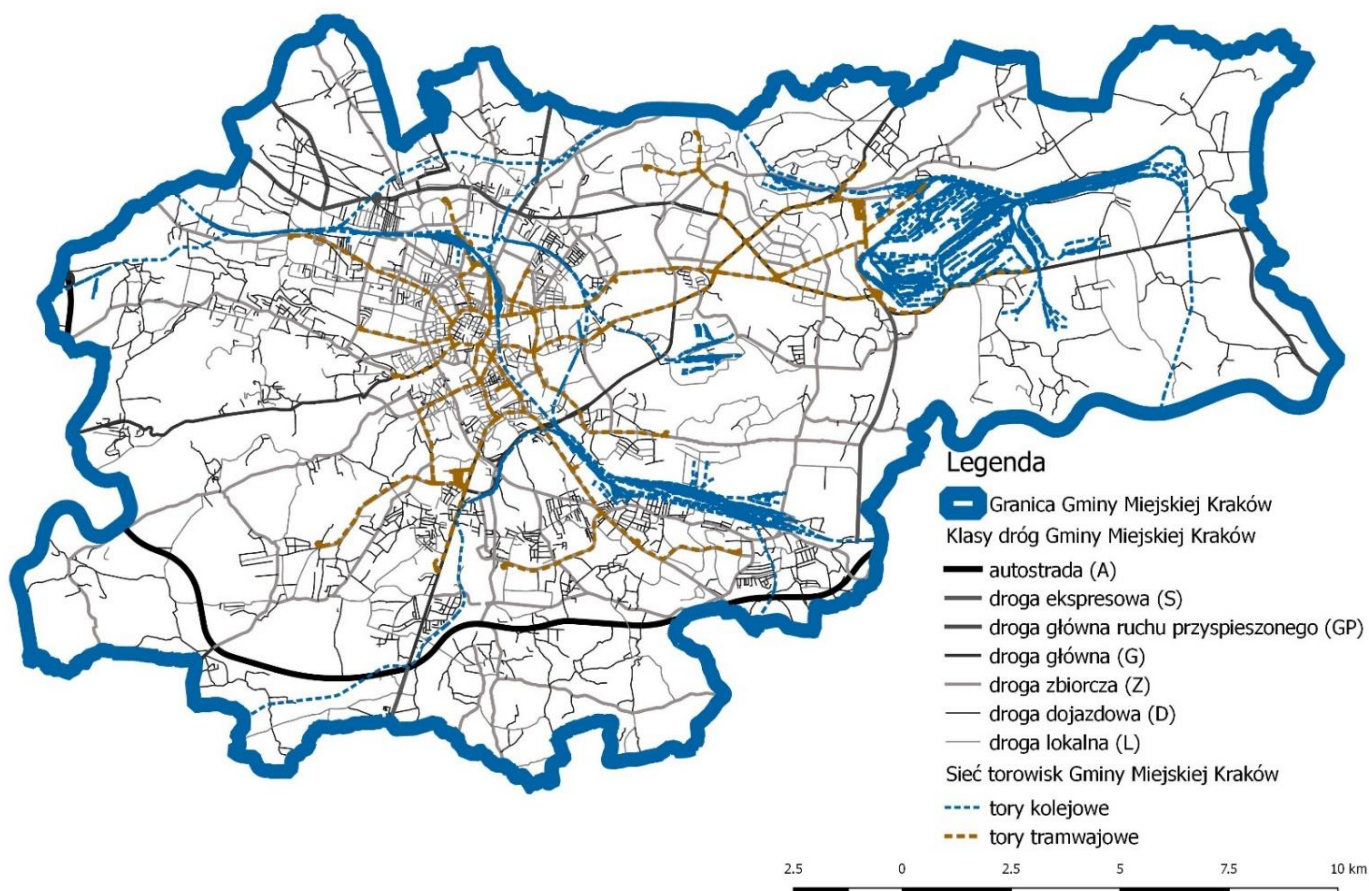 Legenda
Granica Gminy Miejskiej Kraków
Klasy dróg Gminy Miejskiej Kraków
autostrada (A)
droga ekspresowa (S)
droga główna ruchu przyspieszonego (GP)
droga główna (G)
droga zbiorcza (Z)
droga dojazdowa (D)
droga lokalna (L)
Sieć torowisk Gminy Miejskiej Kraków
tory kolejowe
tory tramwajowe
2.5 0 2.5 5 7.5 10 km